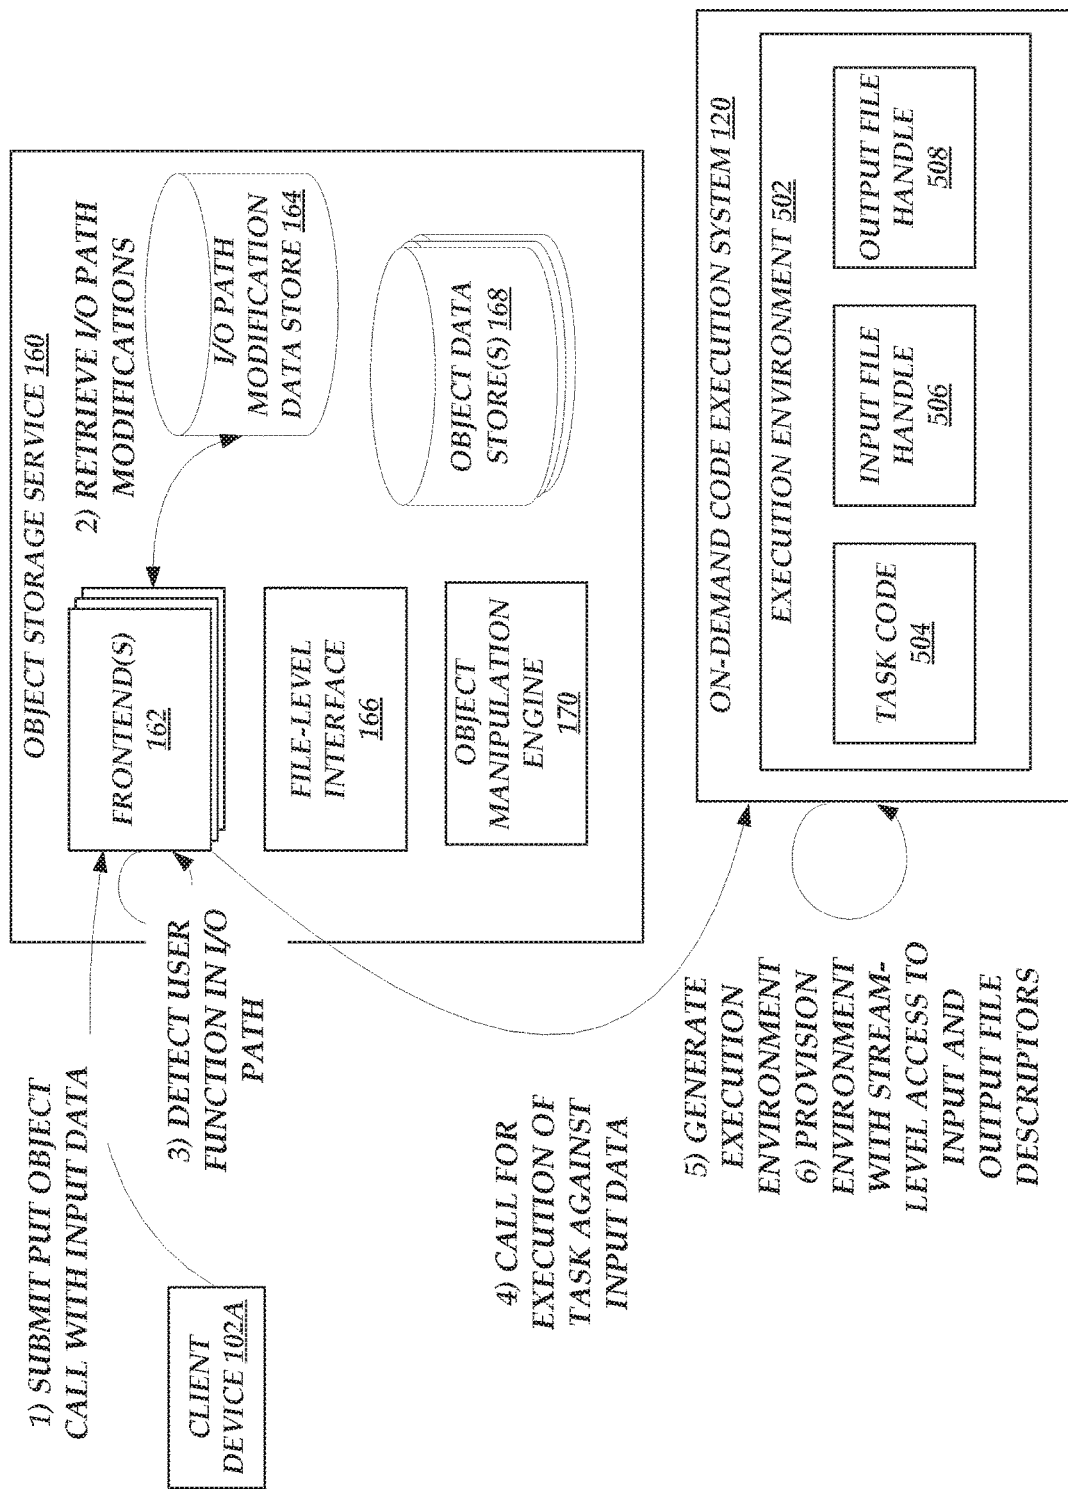 1) SUBMIT PUT OBJECT
CALL WITH INPUT DATA
CLIENT
DEVICE 102A
OBJECT STORAGE SERVICE 160
FRONTEND(S)
162
2) RETRIEVE I/O PATH
MODIFICATIONS
I/O PATH
MODIFICATION
DATA STORE 164
3) DETECT USER
FUNCTION IN I/O
PATH
FILE-LEVEL
INTERFACE
166
OBJECT
MANIPULATION
ENGINE
170
OBJECT DATA
STORE(S) 168
4) CALL FOR
EXECUTION OF
TASK AGAINST
INPUT DATA
5) GENERATE
EXECUTION
ENVIRONMENT
6) PROVISION
ENVIRONMENT
WITH STREAM-
LEVEL ACCESS TO
INPUT AND
OUTPUT FILE
DESCRIPTORS
ON-DEMAND CODE EXECUTION SYSTEM 120
EXECUTION ENVIRONMENT 502
TASK CODE
504
INPUT FILE
HANDLE
506
OUTPUT FILE
HANDLE
508